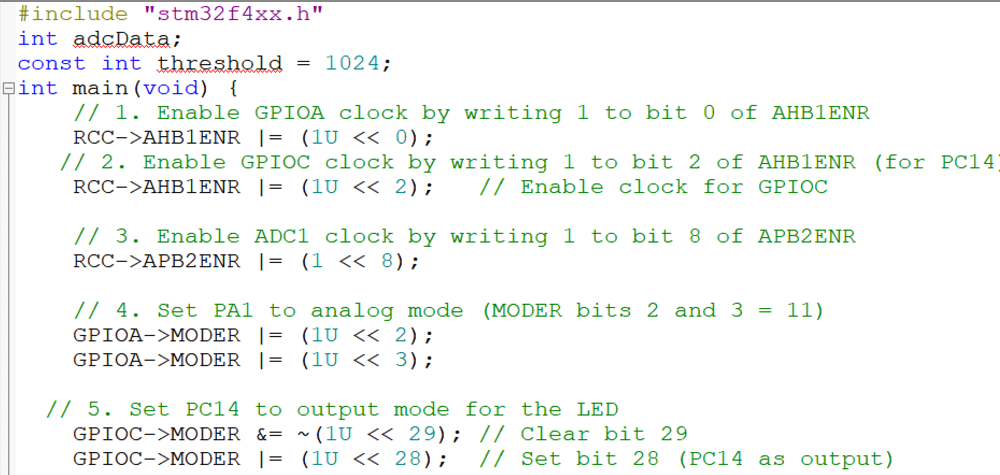 #include "stm32f4xx.h"
int adcData;
const int threshold = 1024;
int main(void) {
// 1. Enable GPIOA clock by writing 1 to bit 0 of AHB1ENR
RCC->AHB1ENR |= (1U << 0);
// 2. Enable GPIOC clock by writing 1 to bit 2 of AHB1ENR (for PC14)
RCC->AHB1ENR |= (1U << 2);   // Enable clock for GPIOC
// 3. Enable ADC1 clock by writing 1 to bit 8 of APB2ENR
RCC->APB2ENR |= (1 << 8);
// 4. Set PA1 to analog mode (MODER bits 2 and 3 = 11)
GPIOA->MODER |= (1U << 2);
GPIOA->MODER |= (1U << 3);
// 5. Set PC14 to output mode for the LED
GPIOC->MODER &= ~(1U << 29); // Clear bit 29
GPIOC->MODER |= (1U << 28);  // Set bit 28 (PC14 as output)